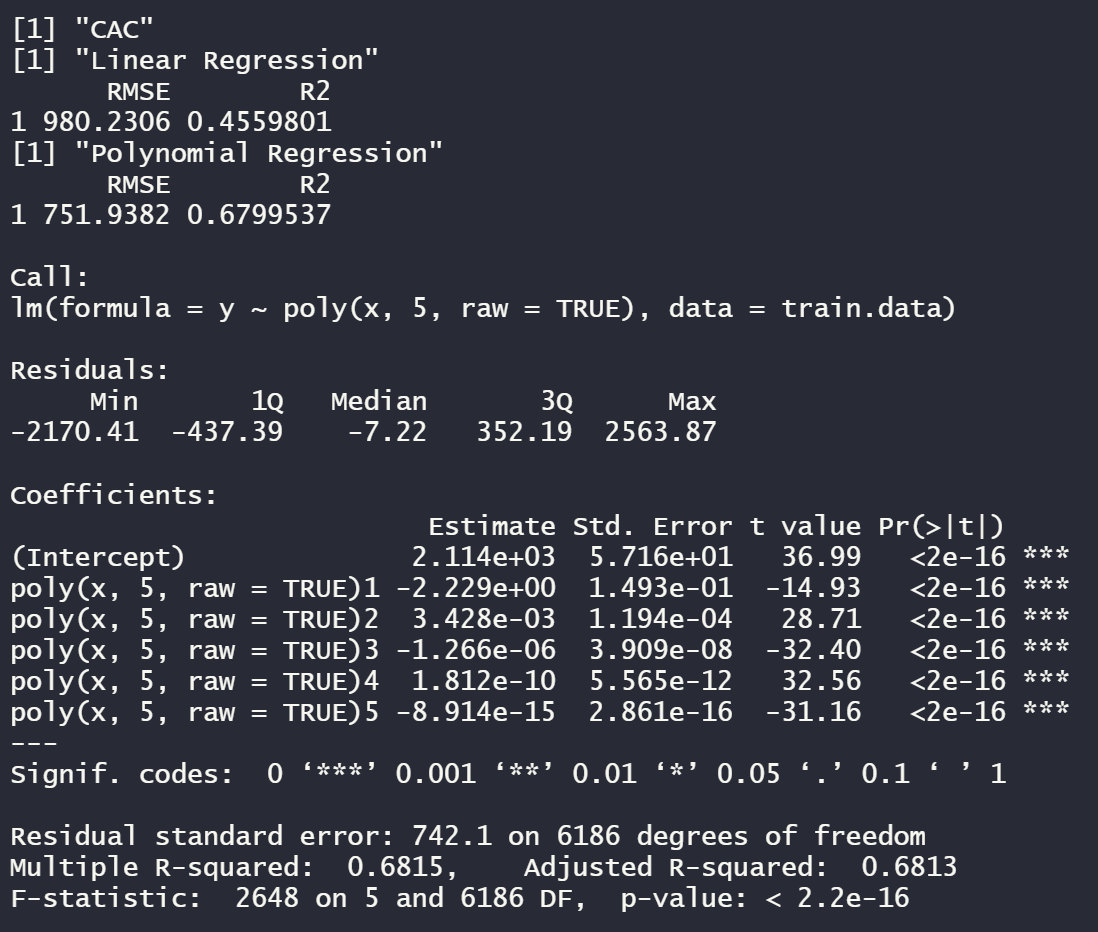 [1] "CAC"
[1] "Linear Regression"
      RMSE        R2
1 980.2306 0.4559801
[1] "Polynomial Regression"
      RMSE        R2
1 751.9382 0.6799537

Call:
lm(formula = y ~ poly(x, 5, raw = TRUE), data = train.data)

Residuals:
     Min       1Q   Median       3Q      Max
-2170.41  -437.39    -7.22   352.19  2563.87

Coefficients:
                          Estimate Std. Error t value Pr(>|t|)
(Intercept)              2.114e+03  5.716e+01   36.99   <2e-16 ***
poly(x, 5, raw = TRUE)1 -2.229e+00  1.493e-01  -14.93   <2e-16 ***
poly(x, 5, raw = TRUE)2  3.428e-03  1.194e-04   28.71   <2e-16 ***
poly(x, 5, raw = TRUE)3 -1.266e-06  3.909e-08  -32.40   <2e-16 ***
poly(x, 5, raw = TRUE)4  1.812e-10  5.565e-12   32.56   <2e-16 ***
poly(x, 5, raw = TRUE)5 -8.914e-15  2.861e-16  -31.16   <2e-16 ***
---
Signif. codes:  0 ‘***’ 0.001 ‘**’ 0.01 ‘*’ 0.05 ‘.’ 0.1 ‘ ’ 1

Residual standard error: 742.1 on 6186 degrees of freedom
Multiple R-squared:  0.6815,    Adjusted R-squared:  0.6813
F-statistic:  2648 on 5 and 6186 DF,  p-value: < 2.2e-16